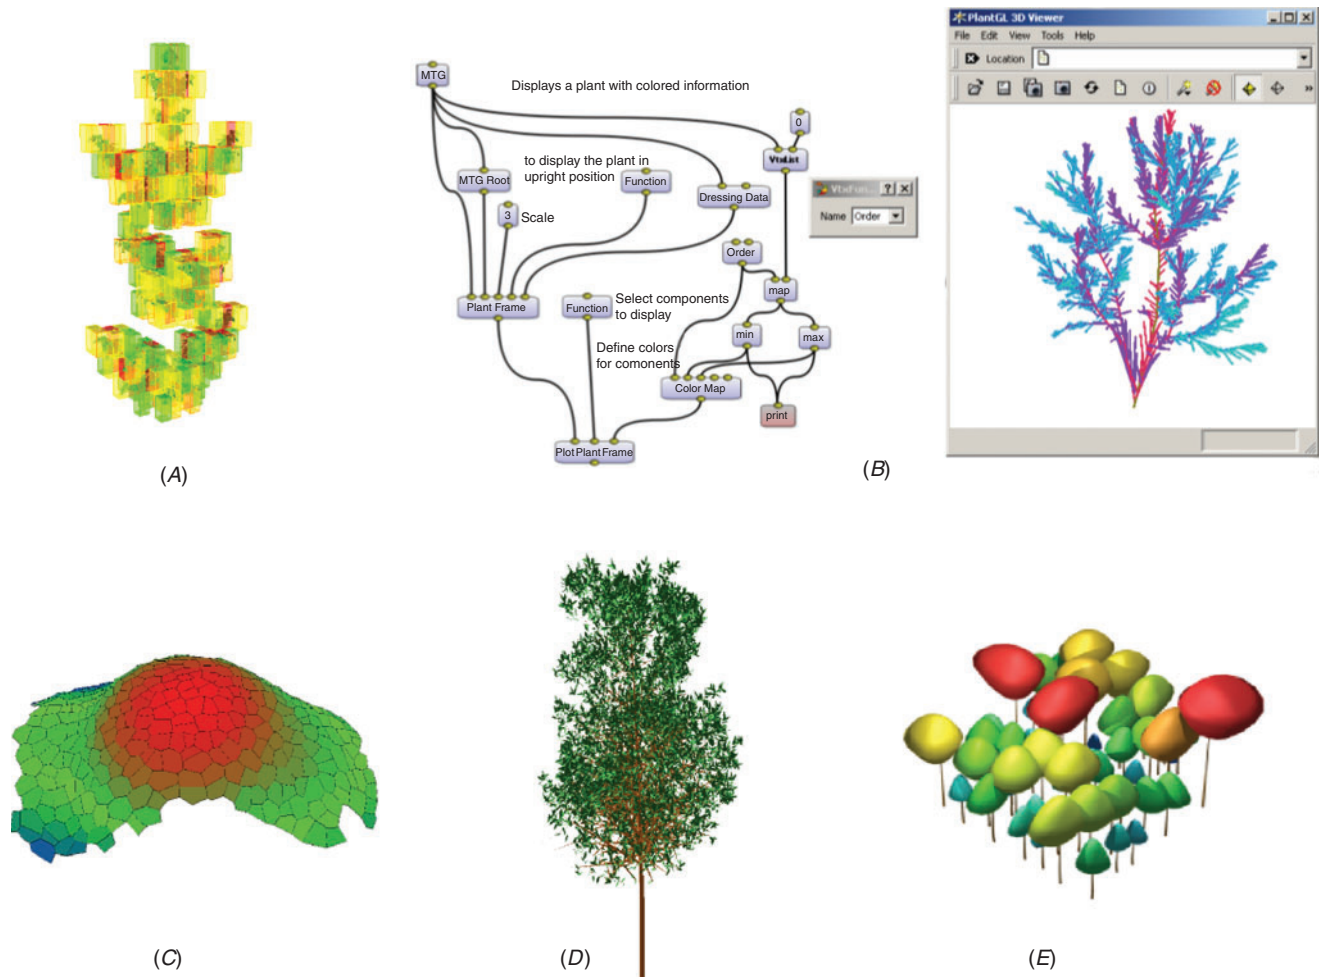 PlantGL 3D Viewer
File Edit View Tools Help
Location
MTG
Displays a plant with colored information
0
VtxList
to display the plant in
upright position
MTG Root
Function
Dressing Data
VtxFun...
Name Order
3
Scale
Order
map
Plant Frame
Function
Select components
to display
min
max
Define colors
for comonents
Color Map
print
Plot Plant Frame
(A)
(B)
(C)
(D)
(E)